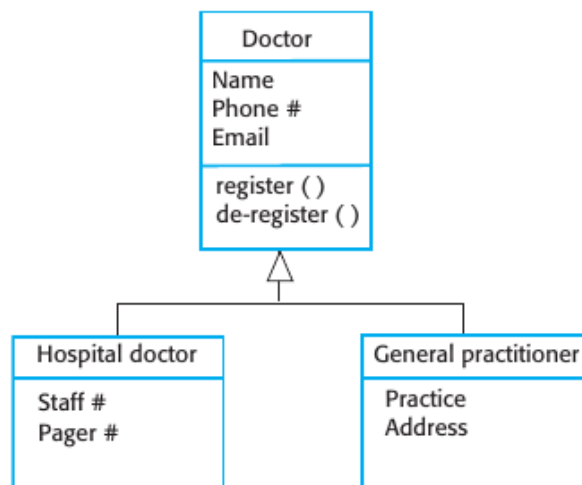 Doctor
Name
Phone #
Email
register ( )
de-register ( )
Hospital doctor
Staff #
Pager #
General practitioner
Practice
Address